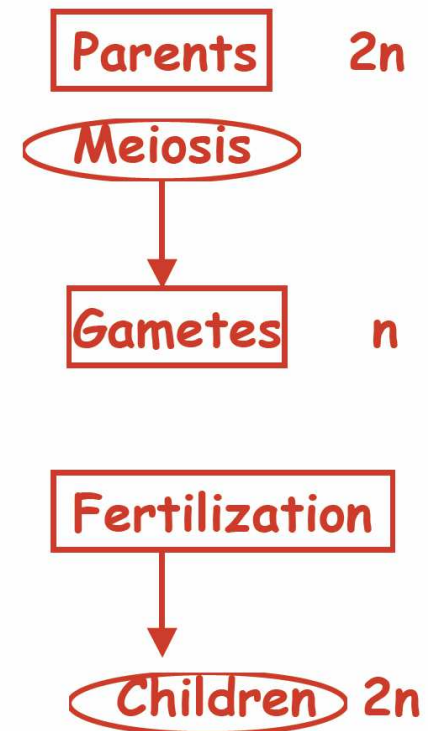 Parents 2n
Meiosis
Gametes n
Fertilization
Children 2n